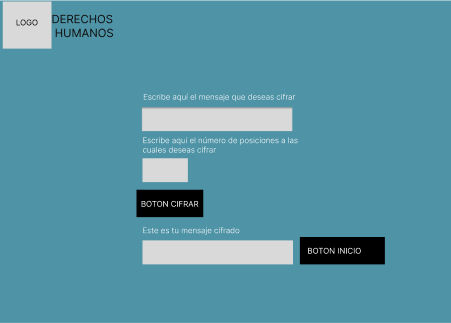 LOGO
DERECHOS
HUMANOS
Escribe aquí el mensaje que deseas cifrar
Escribe aquí el número de posiciones a las
cuales deseas cifrar
BOTON CIFRAR
Este es tu mensaje cifrado
BOTON INICIO